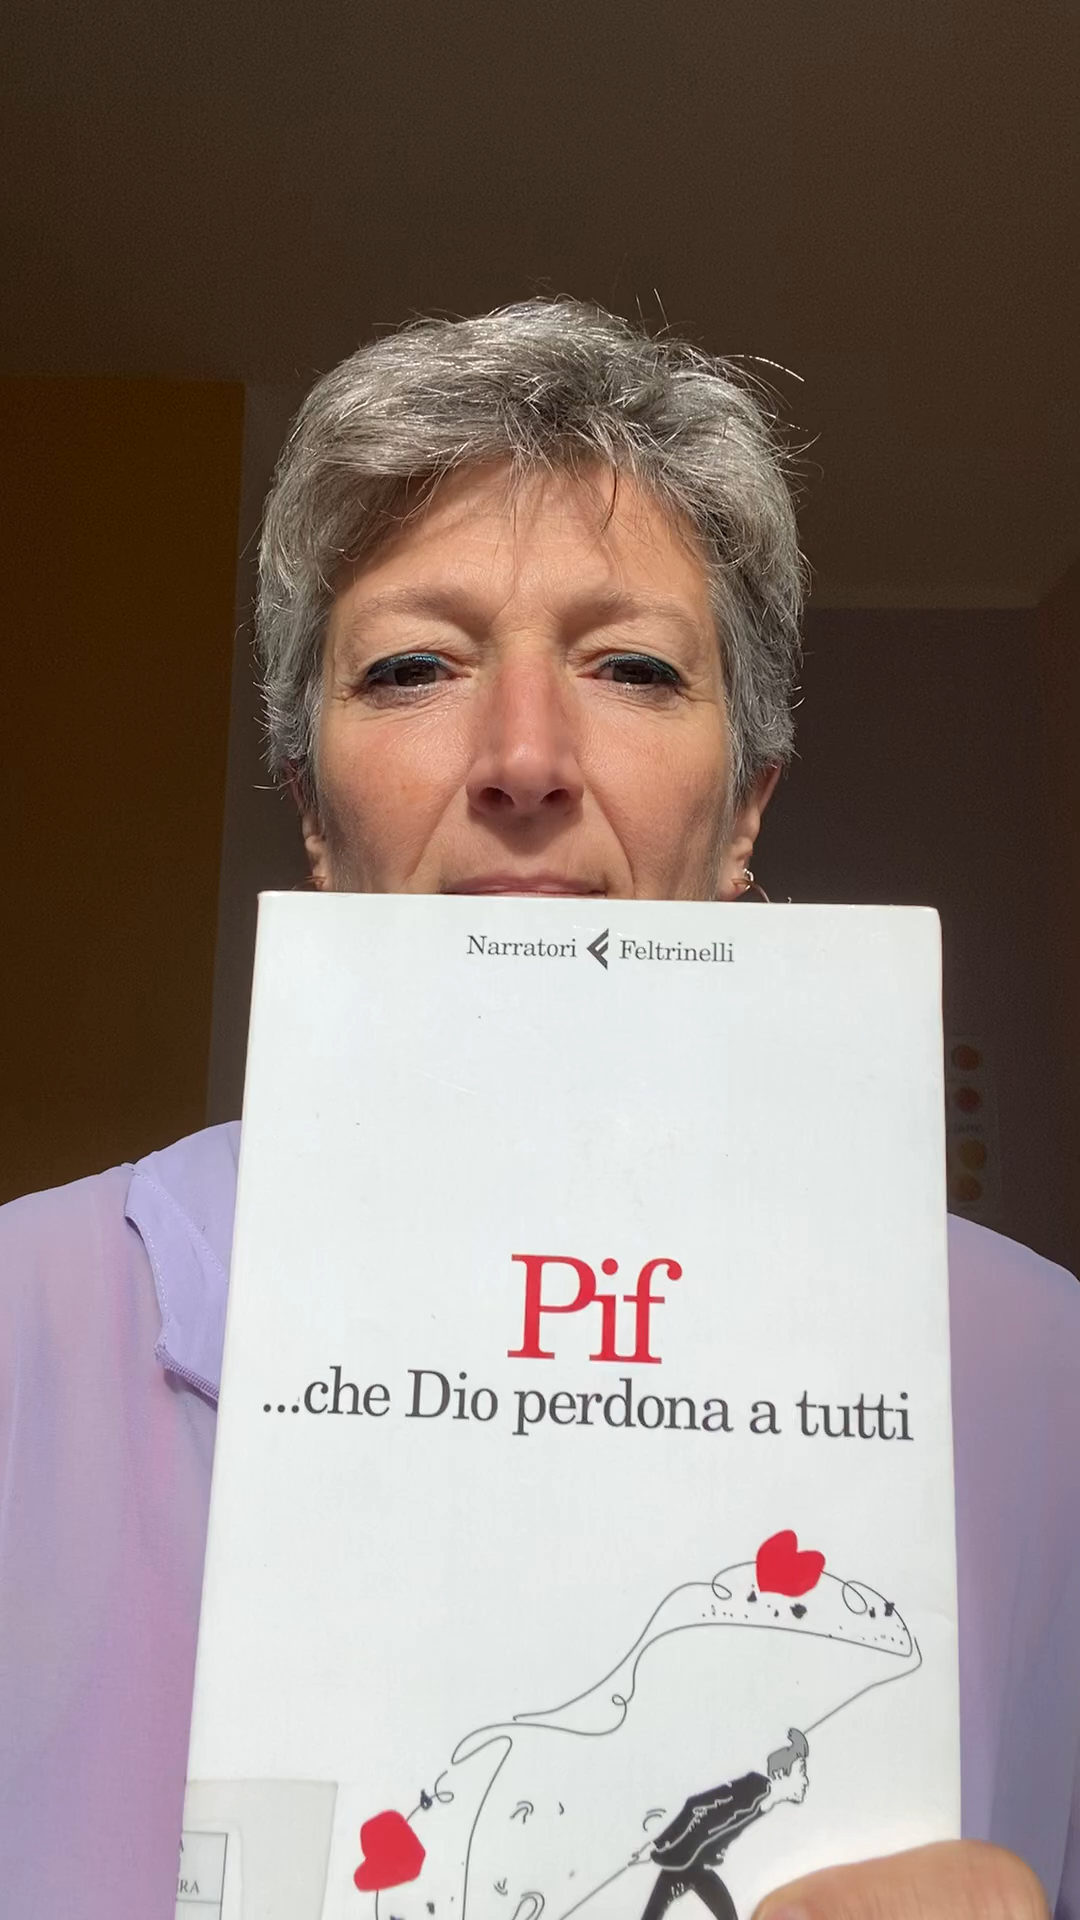 Narratori Feltrinelli
Pif
...che Dio perdona a tutti